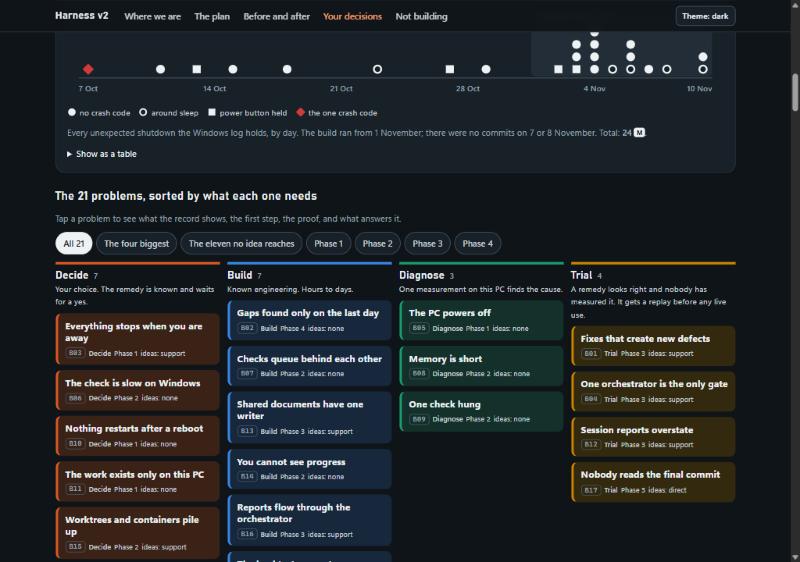 Harness v2
Where we are
The plan
Before and after
Your decisions
Not building
Theme: dark
7 Oct
14 Oct
21 Oct
28 Oct
4 Nov
10 Nov
no crash code
around sleep
power button held
the one crash code
Every unexpected shutdown the Windows log holds, by day. The build ran from 1 November; there were no commits on 7 or 8 November. Total: 24 M.
Show as a table
The 21 problems, sorted by what each one needs
Tap a problem to see what the record shows, the first step, the proof, and what answers it.
All 21
The four biggest
The eleven no idea reaches
Phase 1
Phase 2
Phase 3
Phase 4
Decide 7
Your choice. The remedy is known and waits
for a yes.
Everything stops when you are
away
B03 Decide Phase 1 ideas: support
The check is slow on Windows
B06 Decide Phase 2 ideas: none
Nothing restarts after a reboot
B10 Decide Phase 1 ideas: none
The work exists only on this PC
B11 Decide Phase 1 ideas: none
Worktrees and containers pile
up
B15 Decide Phase 2 ideas: support
Build 7
Known engineering. Hours to days.
Gaps found only on the last day
B02 Build Phase 4 ideas: none
Checks queue behind each other
B07 Build Phase 2 ideas: none
Shared documents have one
writer
B13 Build Phase 3 ideas: support
You cannot see progress
B14 Build Phase 2 ideas: none
Reports flow through the
orchestrator
B16 Build Phase 3 ideas: support
Diagnose 3
One measurement on this PC finds the cause.
The PC powers off
B05 Diagnose Phase 1 ideas: none
Memory is short
B08 Diagnose Phase 2 ideas: none
One check hung
B09 Diagnose Phase 2 ideas: none
Trial 4
A remedy looks right and nobody has
measured it. It gets a replay before any live
use.
Fixes that create new defects
B01 Trial Phase 3 ideas: support
One orchestrator is the only gate
B04 Trial Phase 3 ideas: support
Session reports overstate
B12 Trial Phase 3 ideas: support
Nobody reads the final commit
B17 Trial Phase 3 ideas: direct